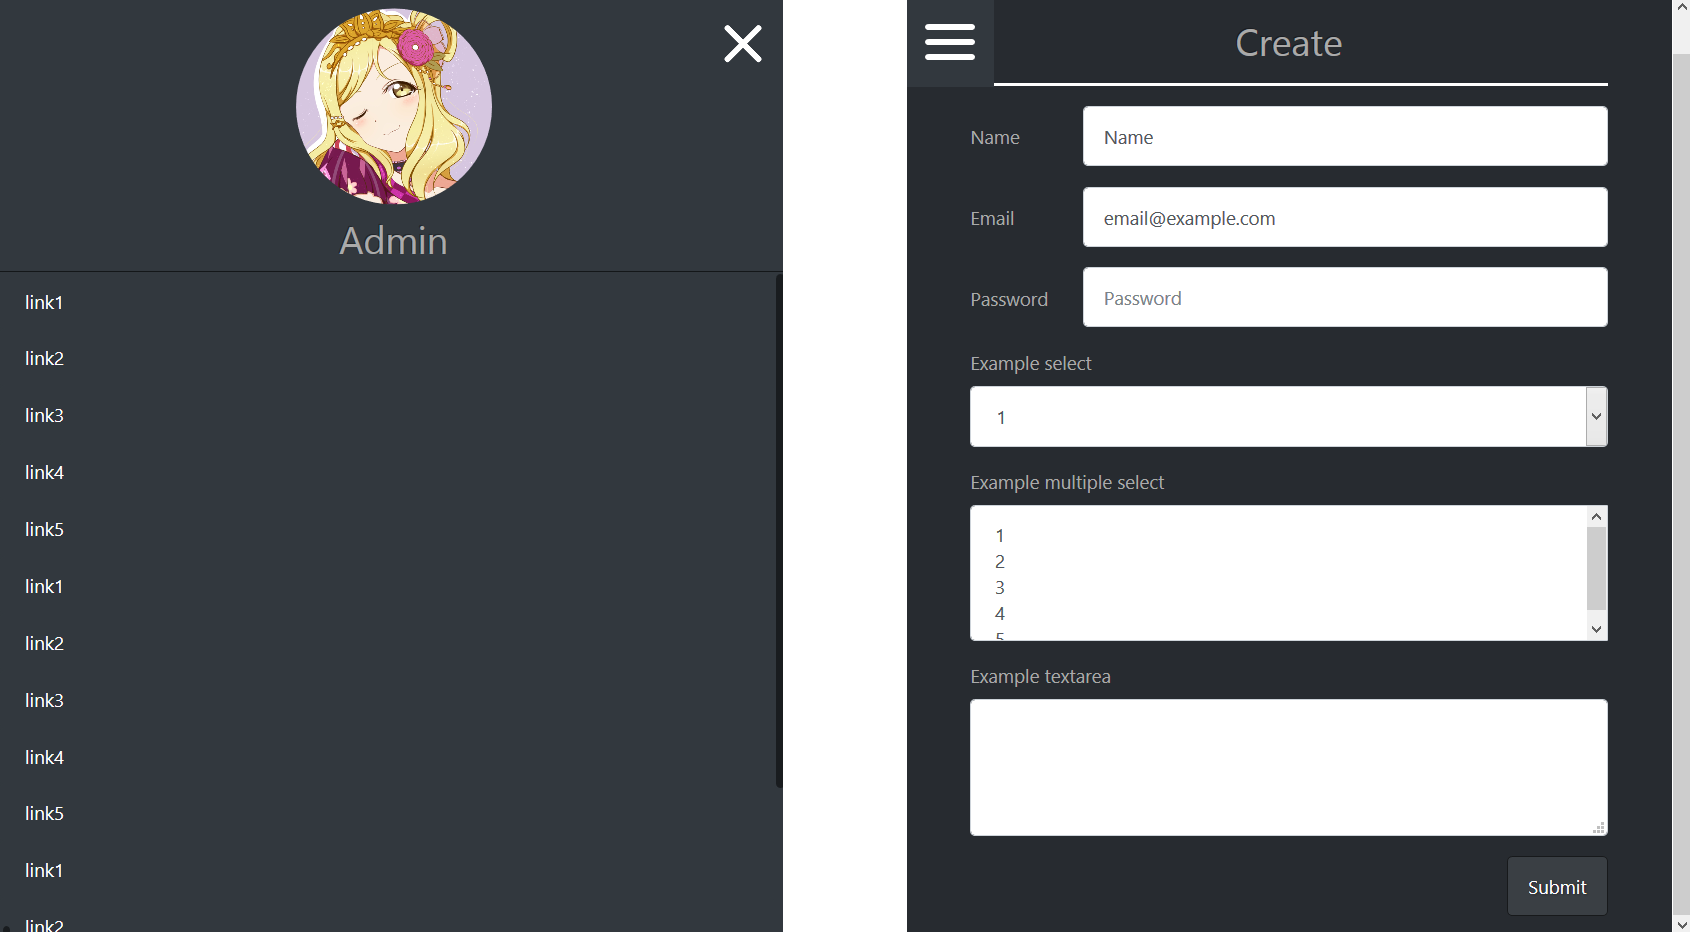 Admin
link1
link2
link3
link4
link5
link1
link2
link3
link4
link5
link1
link2
Create
Name
Name
Email
email@example.com
Password
Password
Example select
1
Example multiple select
1
2
3
4
5
Example textarea
Submit